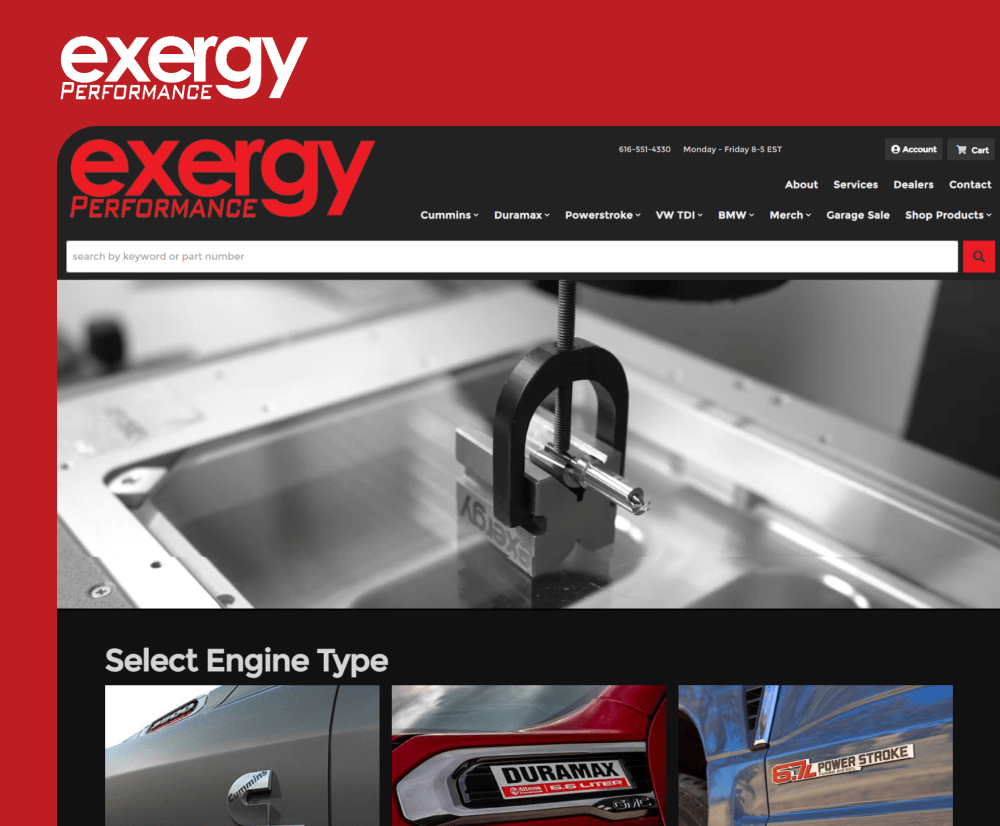 exergy
PERFORMANCE
exergy
PERFORMANCE
616-551-4330 Monday - Friday 8-5 EST Account Cart
About Services Dealers Contact
Cummins Duramax Powerstroke VW TDI BMW Merch Garage Sale Shop Products
search by keyword or part number
exergy
exergy
Select Engine Type
Cummins
DURAMAX
Allison 6.6 LITER
GMC
6.7L POWER STROKE